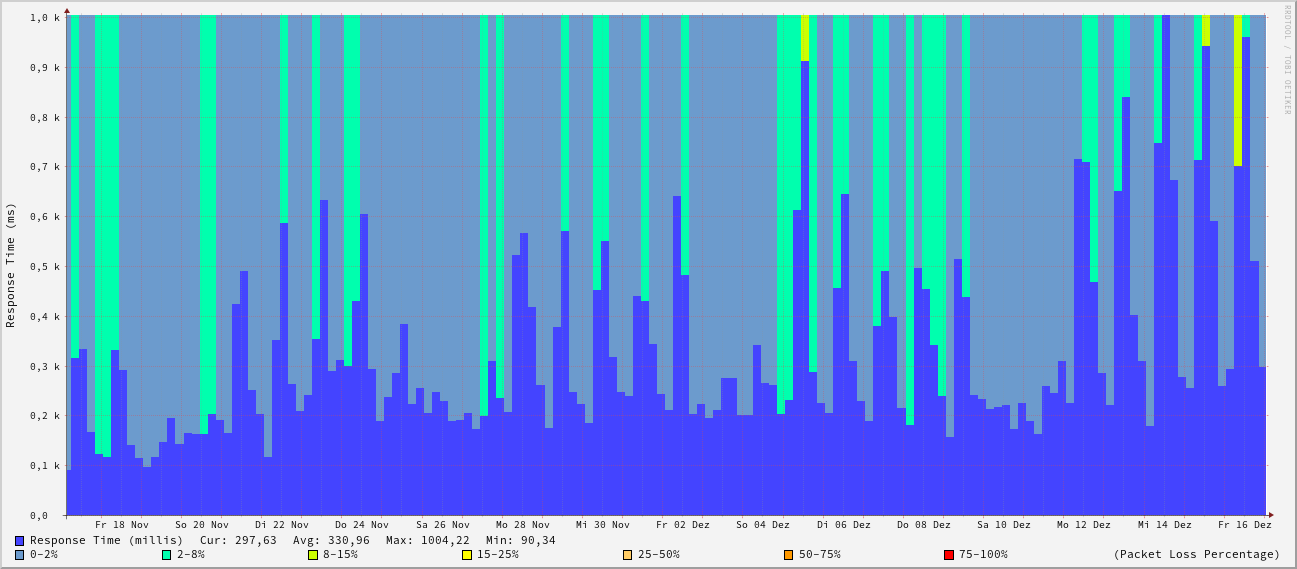 RRDTOOL / TOBI OETIKER
Response Time (ms)
1,0 k
0,9 k
0,8 k
0,7 k
0,6 k
0,5 k
0,4 k
0,3 k
0,2 k
0,1 k
0,0
Fr 18 Nov So 20 Nov Di 22 Nov Do 24 Nov Sa 26 Nov Mo 28 Nov Mi 30 Nov Fr 02 Dez So 04 Dez Di 06 Dez Do 08 Dez Sa 10 Dez Mo 12 Dez Mi 14 Dez Fr 16 Dez
Response Time (millis) Cur: 297,63 Avg: 330,96 Max: 1004,22 Min: 90,34
0-2% 2-8% 8-15% 15-25% 25-50% 50-75% 75-100% (Packet Loss Percentage)